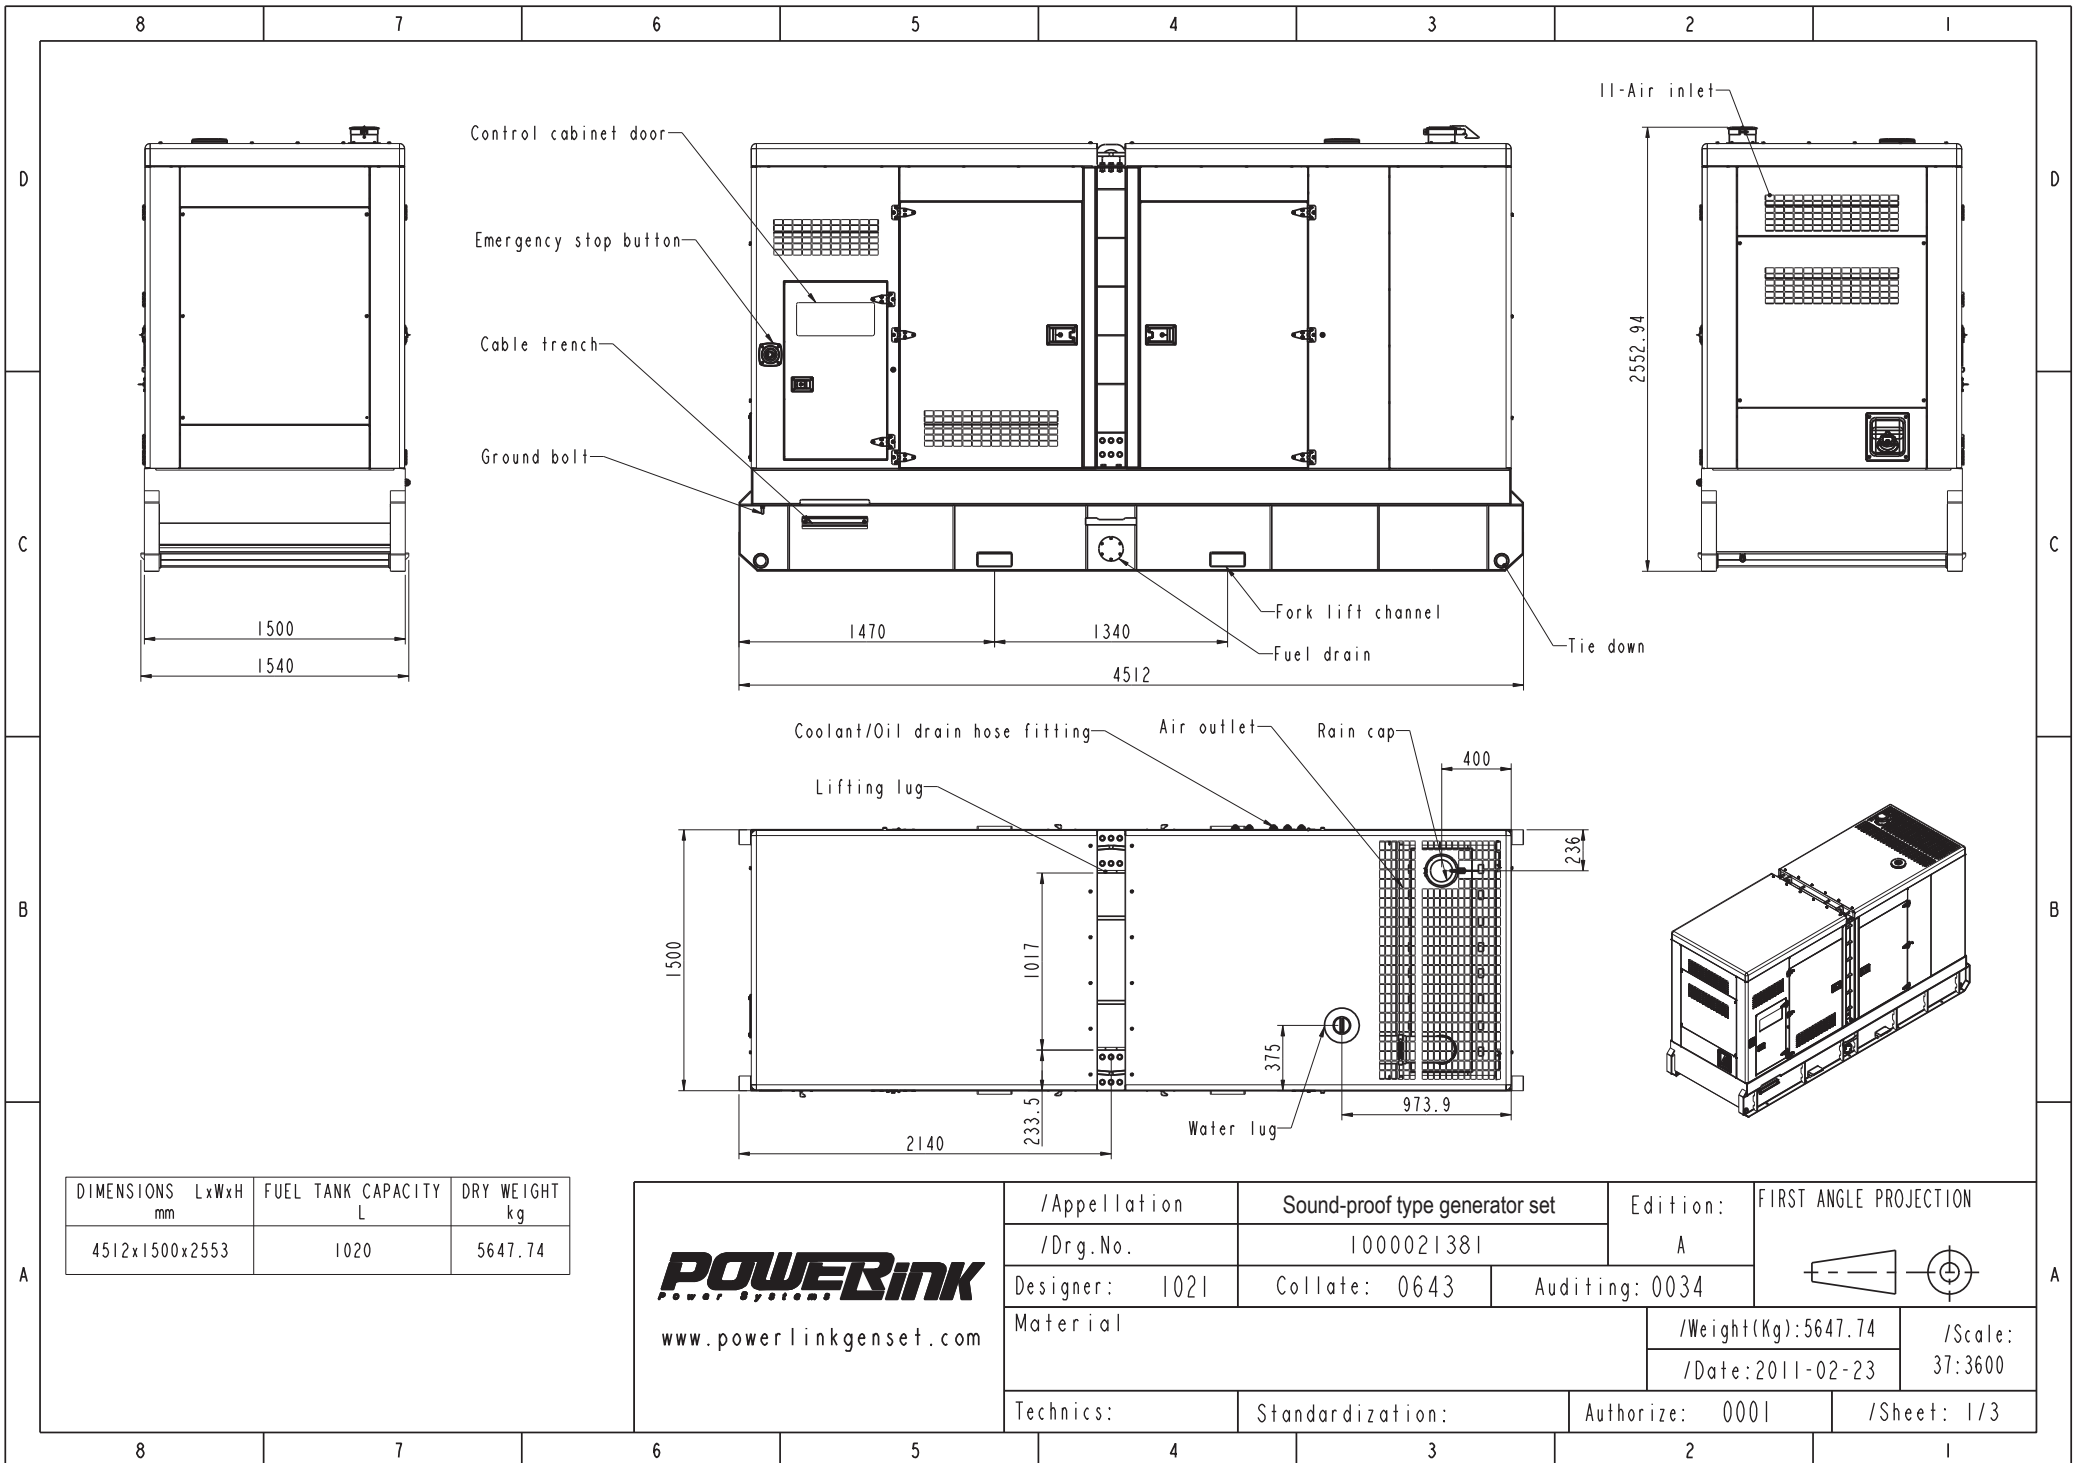 8 7 6 5 4 3 2 1
D
D
C
C
B
B
A
A
Control cabinet door
Emergency stop button
Cable trench
Ground bolt
11-Air inlet
2552.94
1500
1540
1470
1340
4512
Fork lift channel
Fuel drain
Tie down
Coolant/Oil drain hose fitting
Air outlet
Rain cap
Lifting lug
400
236
1500
1017
233.5
375
973.9
2140
Water lug
DIMENSIONS LxWxH mm
FUEL TANK CAPACITY L
DRY WEIGHT kg
4512x1500x2553
1020
5647.74
POWERLink
Power Systems
www.powerlinkgenset.com
/Appellation
Sound-proof type generator set
Edition:
A
FIRST ANGLE PROJECTION
/Drg.No.
1000021381
Designer: 1021
Collate: 0643
Auditing: 0034
Material
/Weight(Kg):5647.74
/Date:2011-02-23
/Scale:
37:3600
Technics:
Standardization:
Authorize: 0001
/Sheet: 1/3
8 7 6 5 4 3 2 1